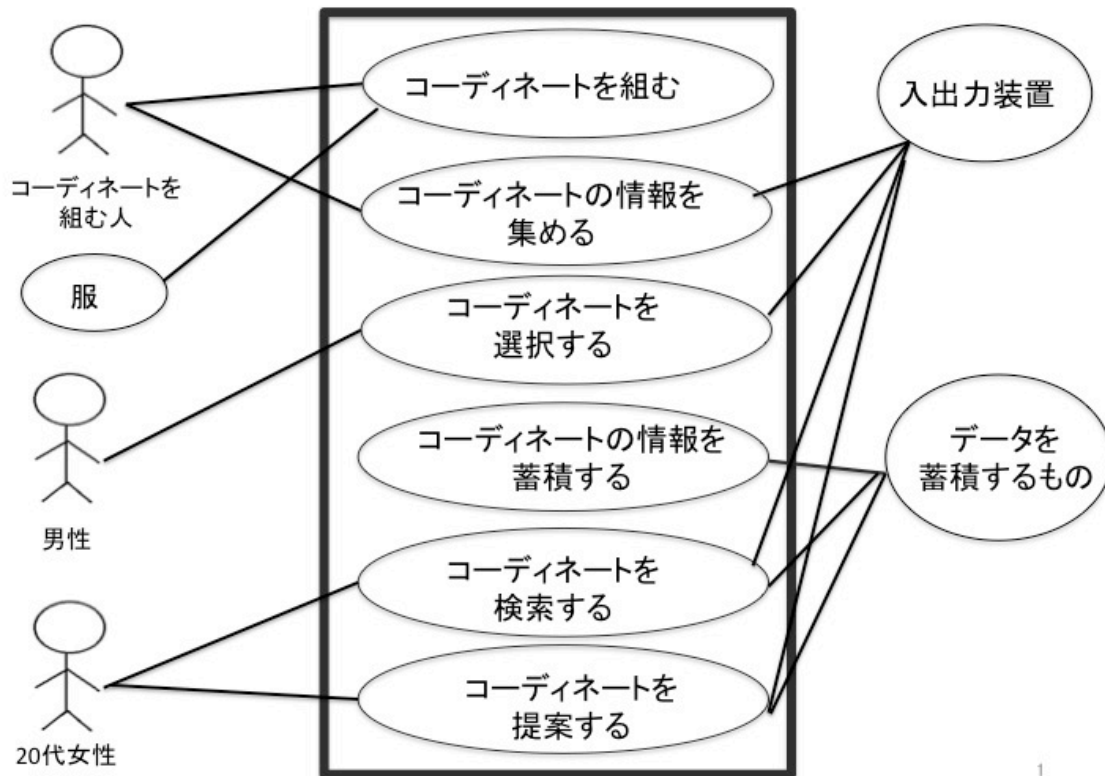 コーディネートを
組む人
服
男性
20代女性
コーディネートを組む
コーディネートの情報を
集める
コーディネートを
選択する
コーディネートの情報を
蓄積する
コーディネートを
検索する
コーディネートを
提案する
入出力装置
データを
蓄積するもの
1